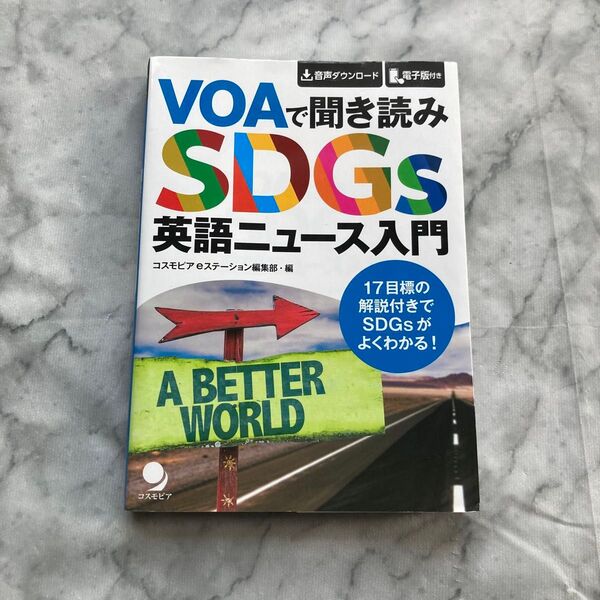 音声ダウンロード
電子版付き
VOAで聞き読み
SDGs
英語ニュース入門
コスモピアeステーション編集部・編
17目標の
解説付きで
SDGsが
よくわかる!
A BETTER
WORLD
コスモピア